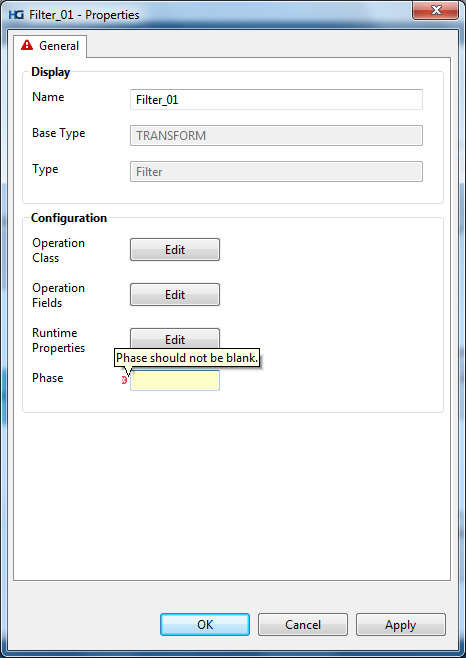 HG Filter_01 - Properties
General
Display
Name Filter_01
Base Type TRANSFORM
Type Filter
Configuration
Operation
Class
Edit
Operation
Fields
Edit
Runtime
Properties
Edit
Phase should not be blank.
Phase
OK Cancel Apply